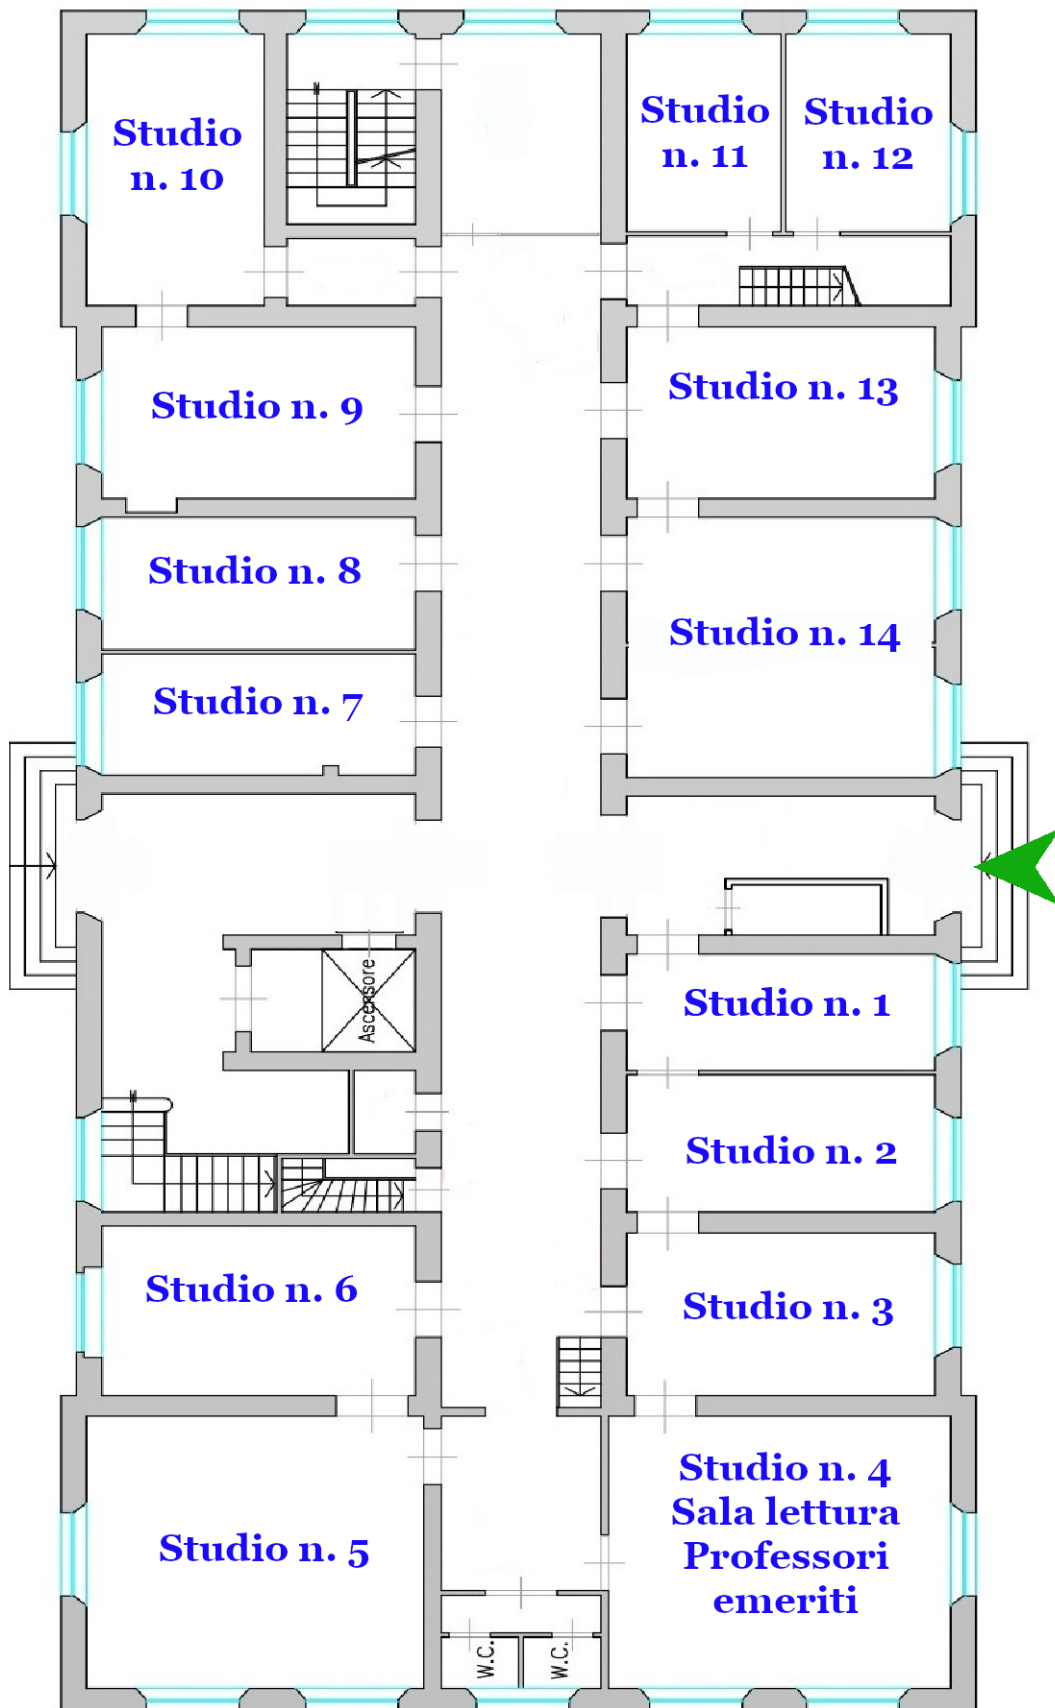 Studio
n. 10
Studio
n. 11
Studio
n. 12
Studio n. 9
Studio n. 13
Studio n. 8
Studio n. 14
Studio n. 7
Ascensore
Studio n. 1
Studio n. 2
Studio n. 6
Studio n. 3
Studio n. 5
Studio n. 4
Sala lettura
Professori
emeriti
W.C.
W.C.